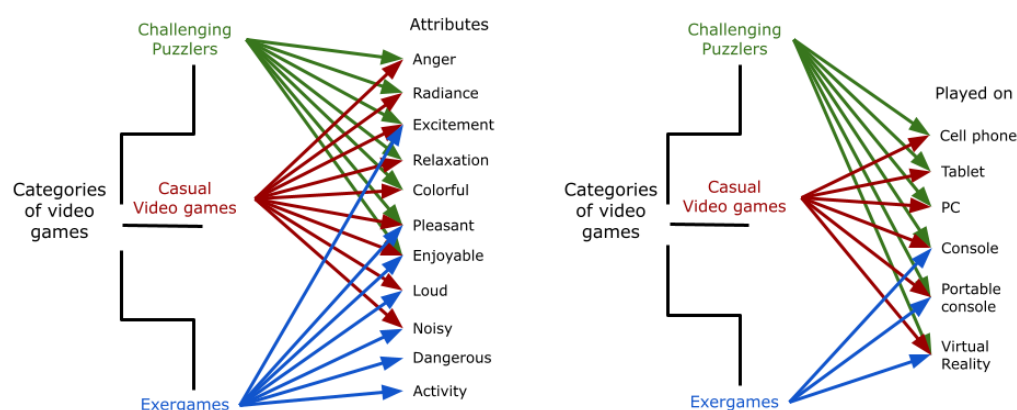 Challenging
Puzzlers
Attributes
Anger
Radiance
Excitement
Relaxation
Colorful
Pleasant
Enjoyable
Loud
Noisy
Dangerous
Activity
Categories
of video
games
Casual
Video games
Exergames
Challenging
Puzzlers
Played on
Cell phone
Tablet
PC
Console
Portable
console
Virtual
Reality
Categories
of video
games
Casual
Video games
Exergames